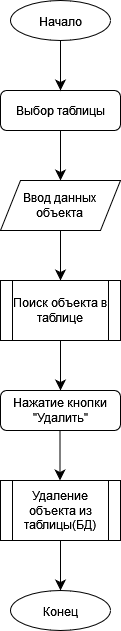 Начало
Выбор таблицы
Ввод данных
объекта
Поиск объекта в
таблице
Нажатие кнопки
"Удалить"
Удаление
объекта из
таблицы(БД)
Конец